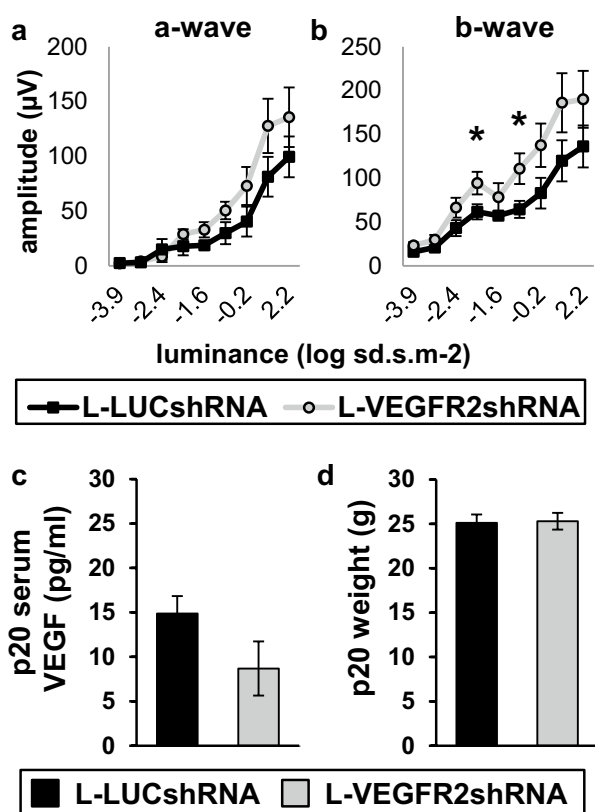 a a-wave b b-wave
amplitude (µV)
200
150
100
50
0
250
200
150
100
50
0
* *
-3.9 -2.4 -1.6 -0.2 2.2
-3.9 -2.4 -1.6 -0.2 2.2
luminance (log sd.s.m-2)
L-LUCshRNA L-VEGFR2shRNA
c
p20 serum
VEGF (pg/ml)
30
25
20
15
10
5
0
d
p20 weight (g)
30
25
20
15
10
5
0
L-LUCshRNA L-VEGFR2shRNA